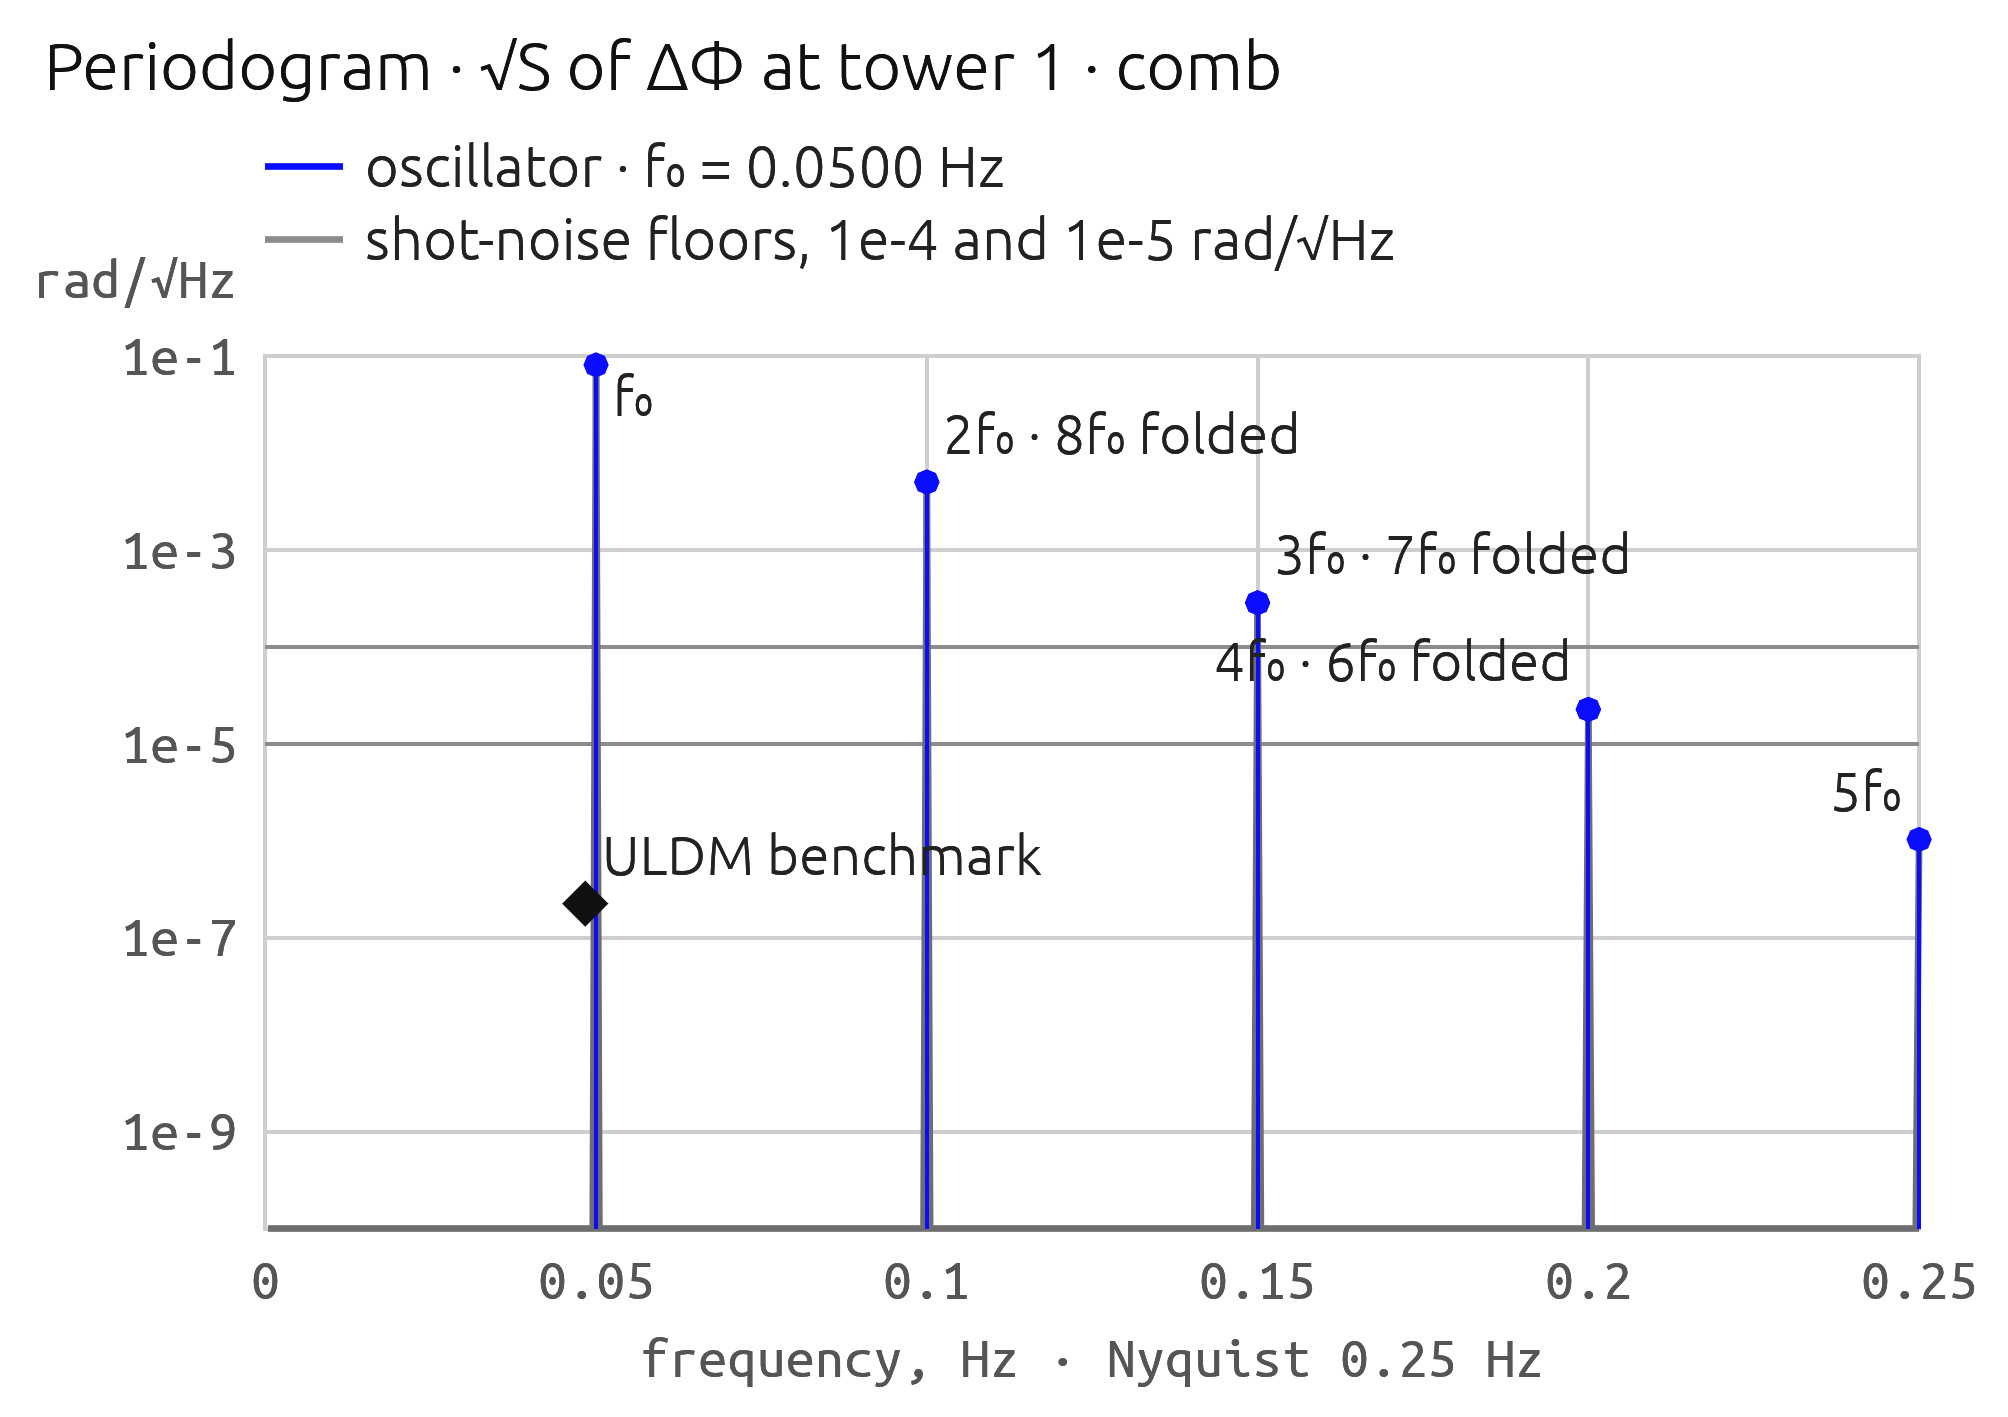 Periodogram · √S of ΔΦ at tower 1 · comb
oscillator · f₀ = 0.0500 Hz
shot-noise floors, 1e-4 and 1e-5 rad/√Hz
rad/√Hz
1e-1
f₀
2f₀ · 8f₀ folded
1e-3
3f₀ · 7f₀ folded
4f₀ · 6f₀ folded
1e-5
5f₀
ULDM benchmark
1e-7
1e-9
0 0.05 0.1 0.15 0.2 0.25
frequency, Hz · Nyquist 0.25 Hz